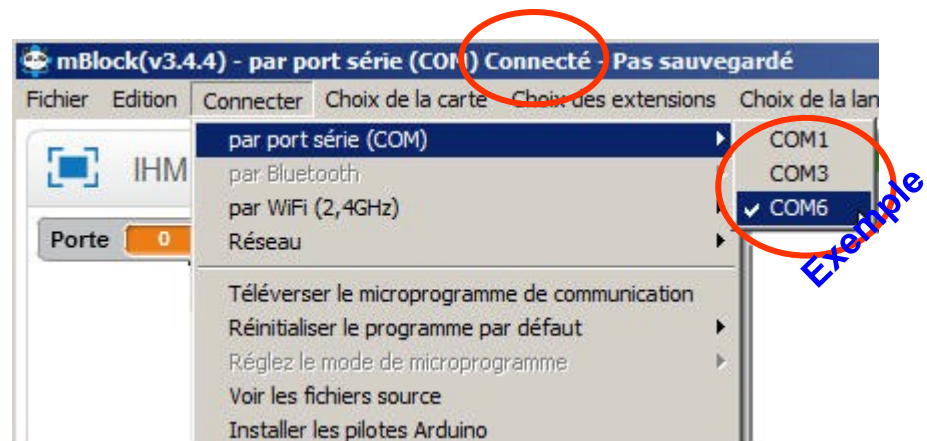 mBlock(v3.4.4) - par port série (COM) Connecté - Pas sauvegardé
Fichier Edition Connecter Choix de la carte Choix des extensions Choix de la lan
par port série (COM)
COM1
par Bluetooth
COM3
par WiFi (2,4GHz)
COM6
Réseau
IHM
Porte 0
Exemple
Téléverser le microprogramme de communication
Réinitialiser le programme par défaut
Réglez le mode de microprogramme
Voir les fichiers source
Installer les pilotes Arduino